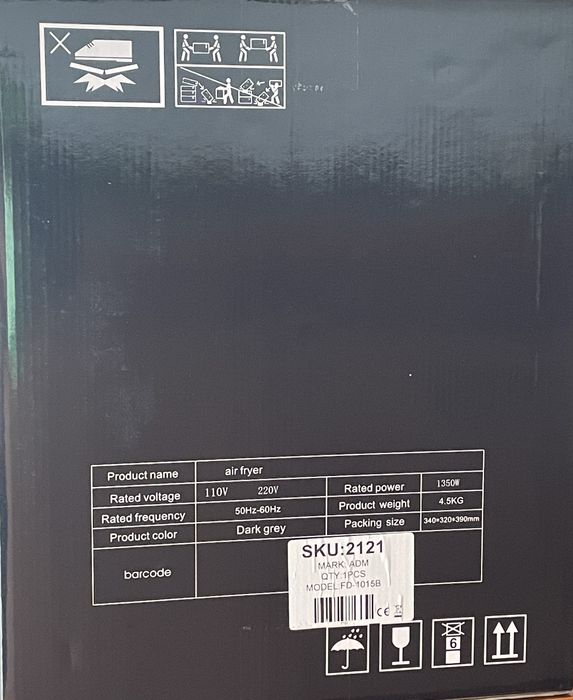 Product name air fryer
Rated voltage 110V 220V Rated power 1350W
Rated frequency 50Hz-60Hz Product weight 4.5KG
Product color Dark grey Packing size 340*320*390mm
barcode
SKU:2121
MARK: ADM
QTY:1PCS
MODEL:FD-1015B
CE
6